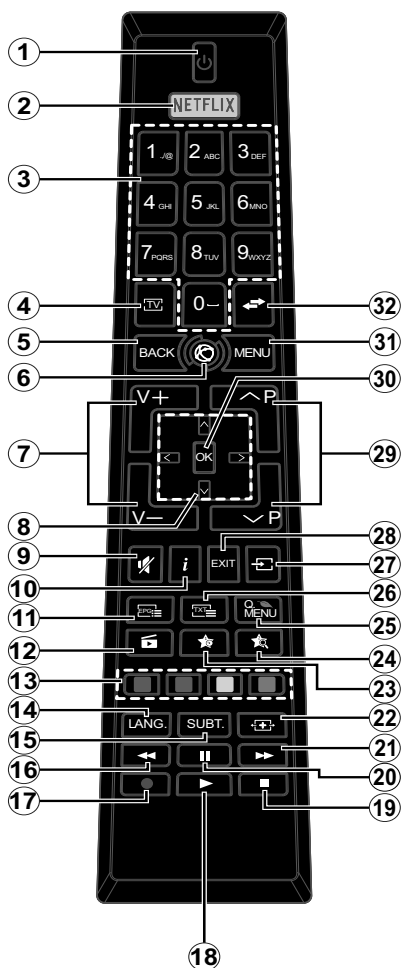 1
2 NETFLIX
1 ./@ 2 ABC 3 DEF
3
4 GHI 5 JKL 6 MNO
7 PQRS 8 TUV 9 WXYZ
4 TV 0 32
5 BACK MENU 31
6 30
V+ P
7 OK 29
8 V− P
28
9 i EXIT 27
10
11 EPG TXT Q MENU 26
25
12 24
23
13
14 LANG. SUBT. 22
15 21
16 20
17 19
18